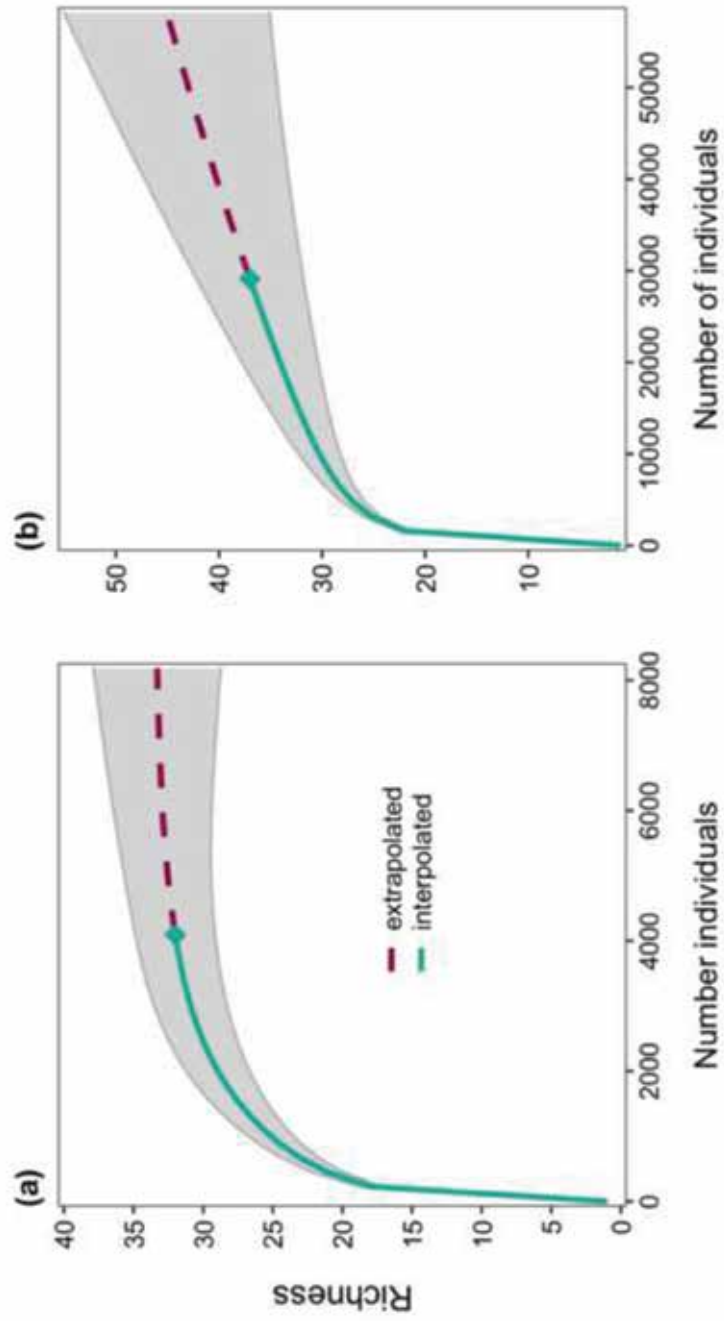 (a)
Richness
40
35
30
25
20
15
10
5
0
extrapolated
interpolated
0 2000 4000 6000 8000
Number individuals
(b)
50
40
30
20
10
0 10000 20000 30000 40000 50000
Number of individuals